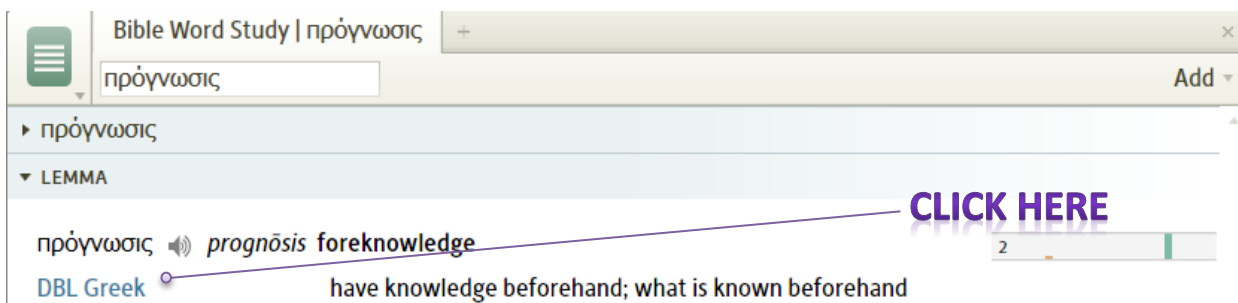 Bible Word Study | πρόγνωσις
πρόγνωσις
Add
πρόγνωσις
LEMMA
CLICK HERE
πρόγνωσις prognōsis foreknowledge
2
DBL Greek have knowledge beforehand; what is known beforehand